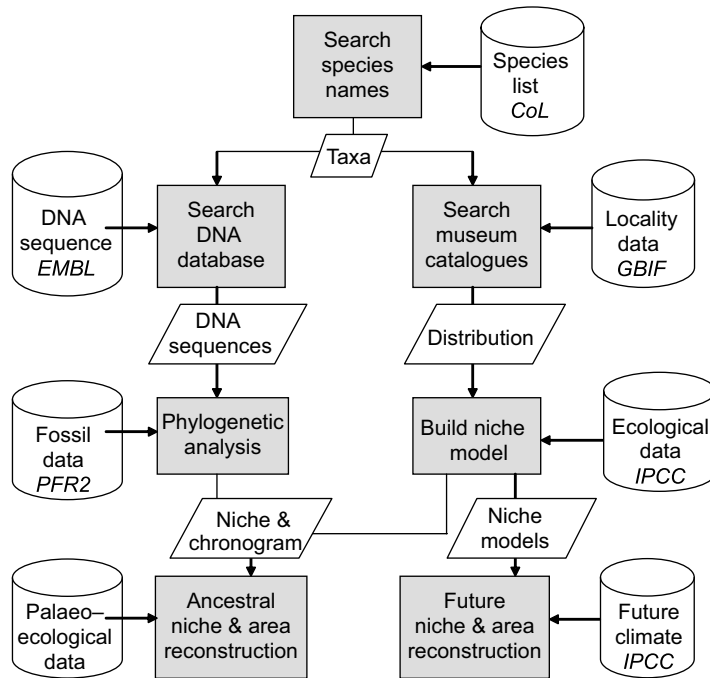 Search
species
names
Species
list
CoL
Taxa
DNA
sequence
EMBL
Search
DNA
database
Search
museum
catalogues
Locality
data
GBIF
DNA
sequences
Distribution
Fossil
data
PFR2
Phylogenetic
analysis
Build niche
model
Ecological
data
IPCC
Niche &
chronogram
Niche
models
Palaeo–
ecological
data
Ancestral
niche & area
reconstruction
Future
niche & area
reconstruction
Future
climate
IPCC